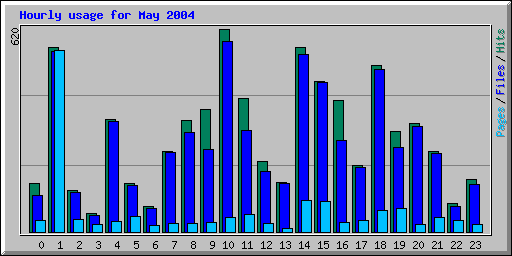 Hourly usage for May 2004
620
Pages/Files/Hits
0 1 2 3 4 5 6 7 8 9 10 11 12 13 14 15 16 17 18 19 20 21 22 23